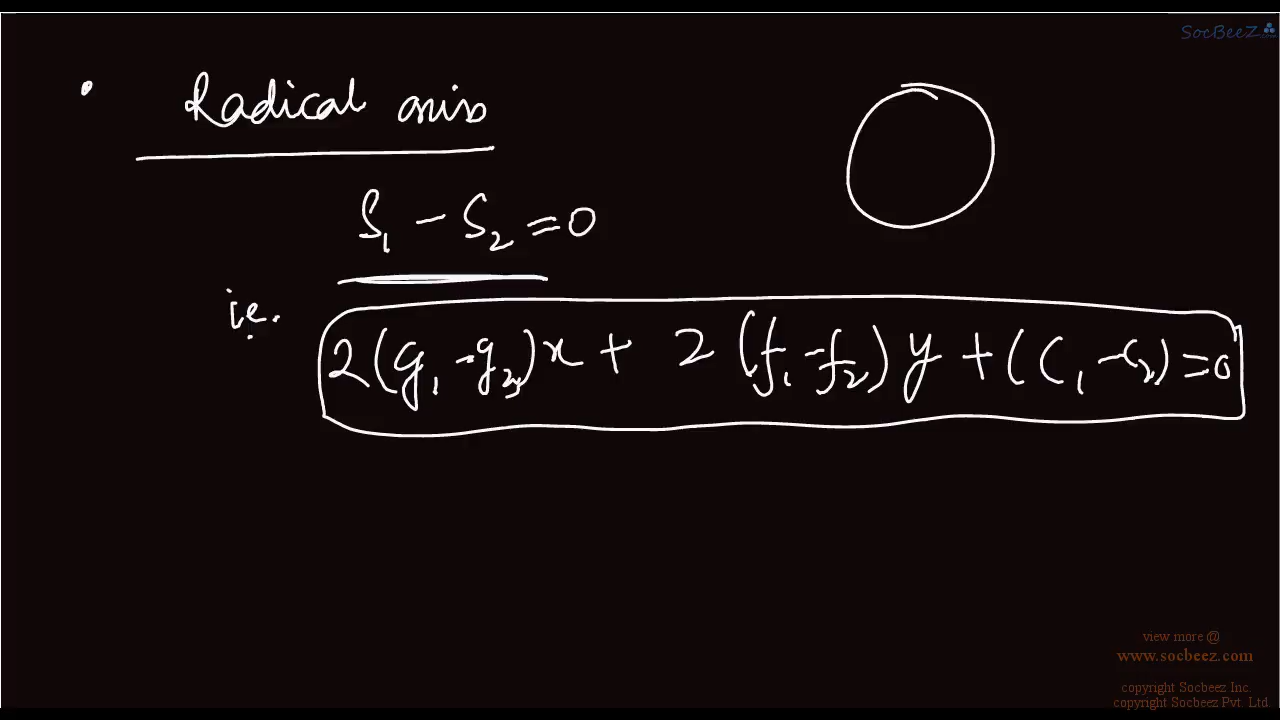 SocBeeZ
• Radical axis
S₁ - S₂ = 0
i.e.
2(g₁ - g₂)x + 2(f₁ - f₂)y + (C₁ - C₂) = 0
view more @
www.socbeez.com
copyright Socbeez Inc.
copyright Socbeez Pvt. Ltd